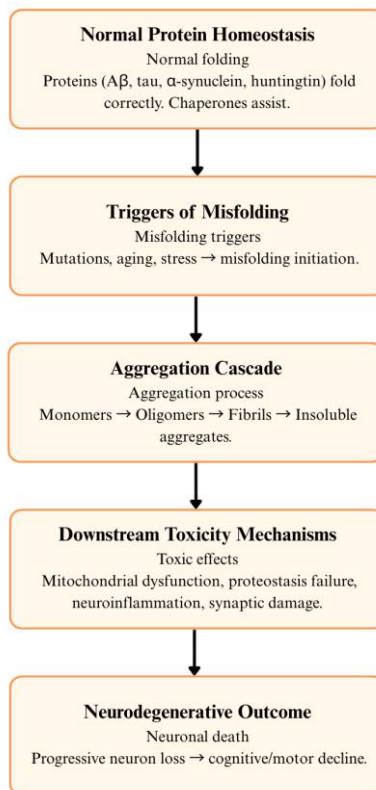 Normal Protein Homeostasis
Normal folding
Proteins (Aβ, tau, α-synuclein, huntingtin) fold
correctly. Chaperones assist.
Triggers of Misfolding
Misfolding triggers
Mutations, aging, stress → misfolding initiation.
Aggregation Cascade
Aggregation process
Monomers → Oligomers → Fibrils → Insoluble
aggregates.
Downstream Toxicity Mechanisms
Toxic effects
Mitochondrial dysfunction, proteostasis failure,
neuroinflammation, synaptic damage.
Neurodegenerative Outcome
Neuronal death
Progressive neuron loss → cognitive/motor decline.